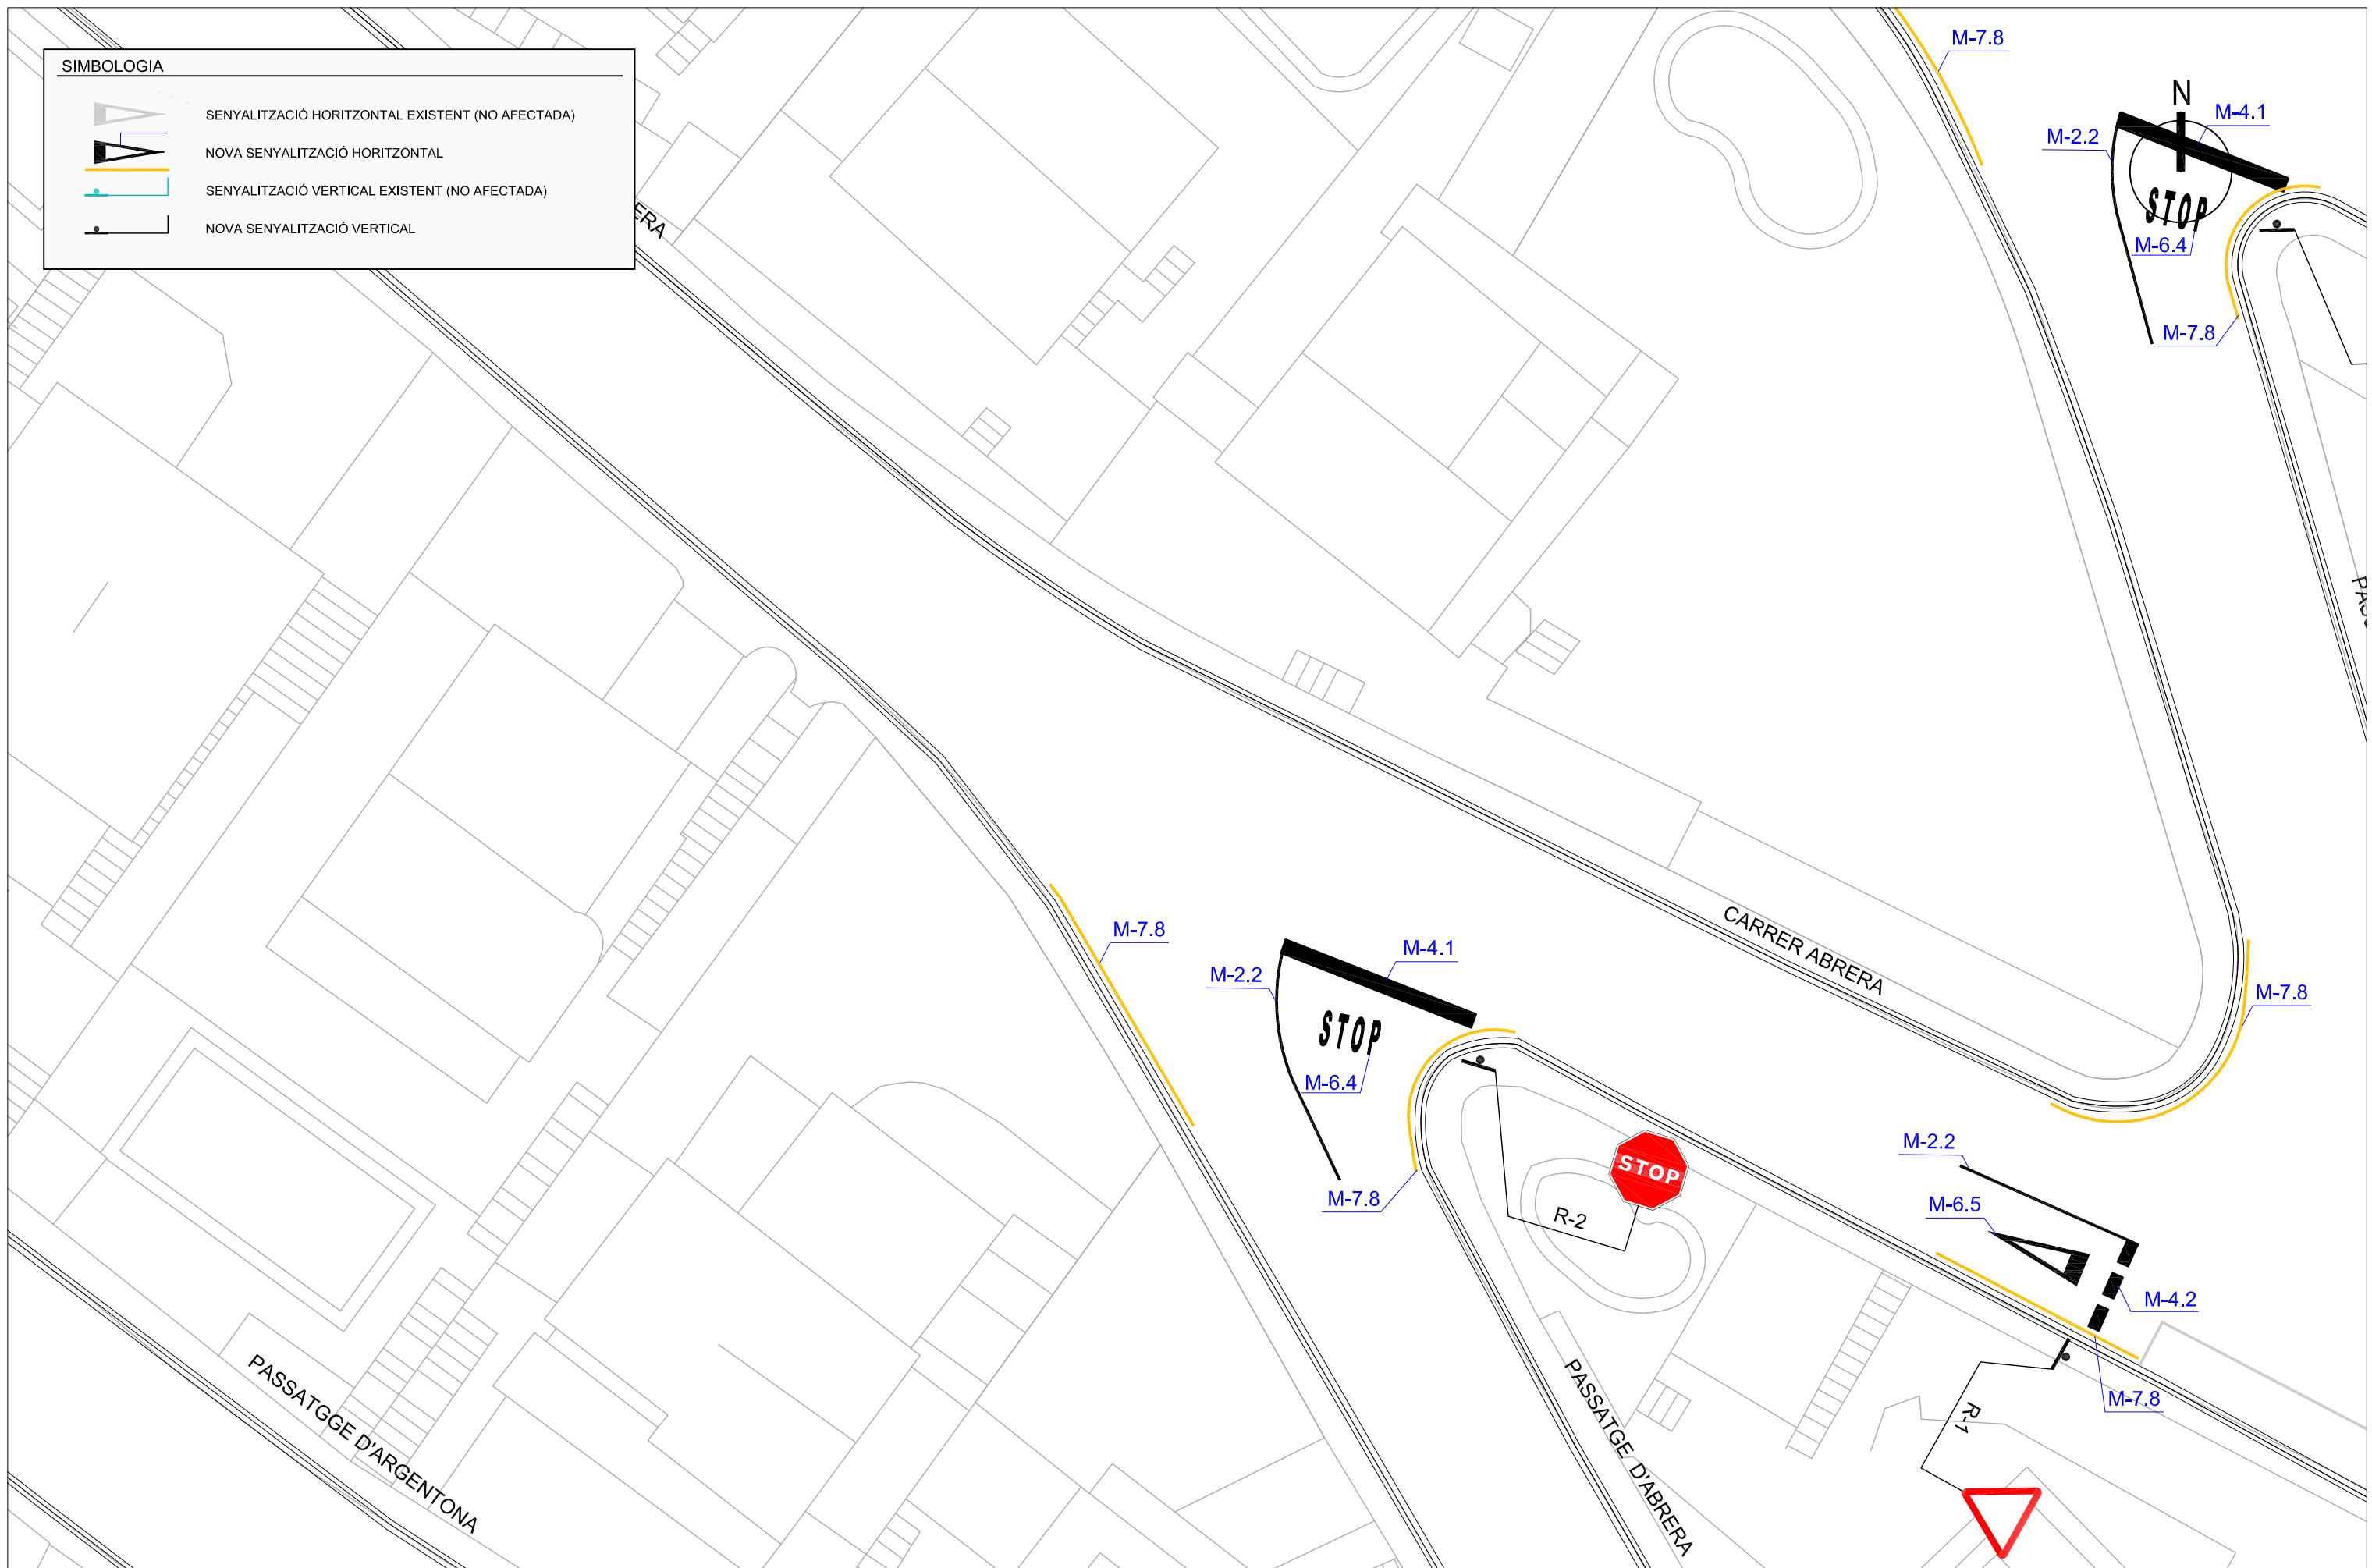 SIMBOLOGIA
SENYALITZACIÓ HORITZONTAL EXISTENT (NO AFECTADA)
NOVA SENYALITZACIÓ HORITZONTAL
SENYALITZACIÓ VERTICAL EXISTENT (NO AFECTADA)
NOVA SENYALITZACIÓ VERTICAL
M-7.8
N
M-4.1
M-2.2
STOP
M-6.4
M-7.8
CARRER ABRERA
M-7.8
M-4.1
M-2.2
STOP
M-6.4
M-7.8
M-7.8
M-2.2
STOP
R-2
M-6.5
M-4.2
M-7.8
R-1
PASSATGGE D'ARGENTONA
PASSATGE D'ABRERA